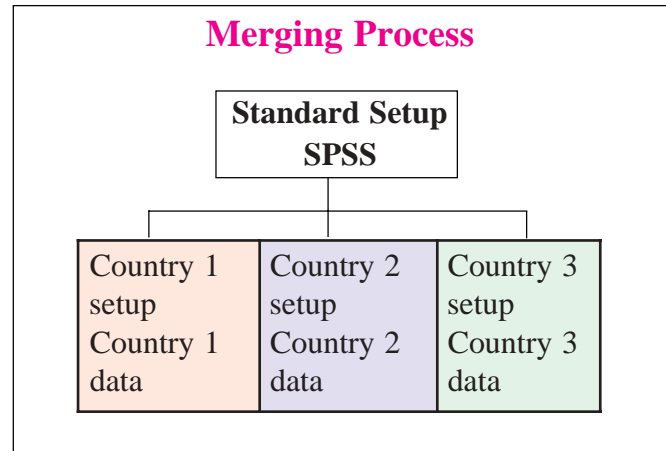 Merging Process
Standard Setup
SPSS
Country 1
setup
Country 1
data
Country 2
setup
Country 2
data
Country 3
setup
Country 3
data